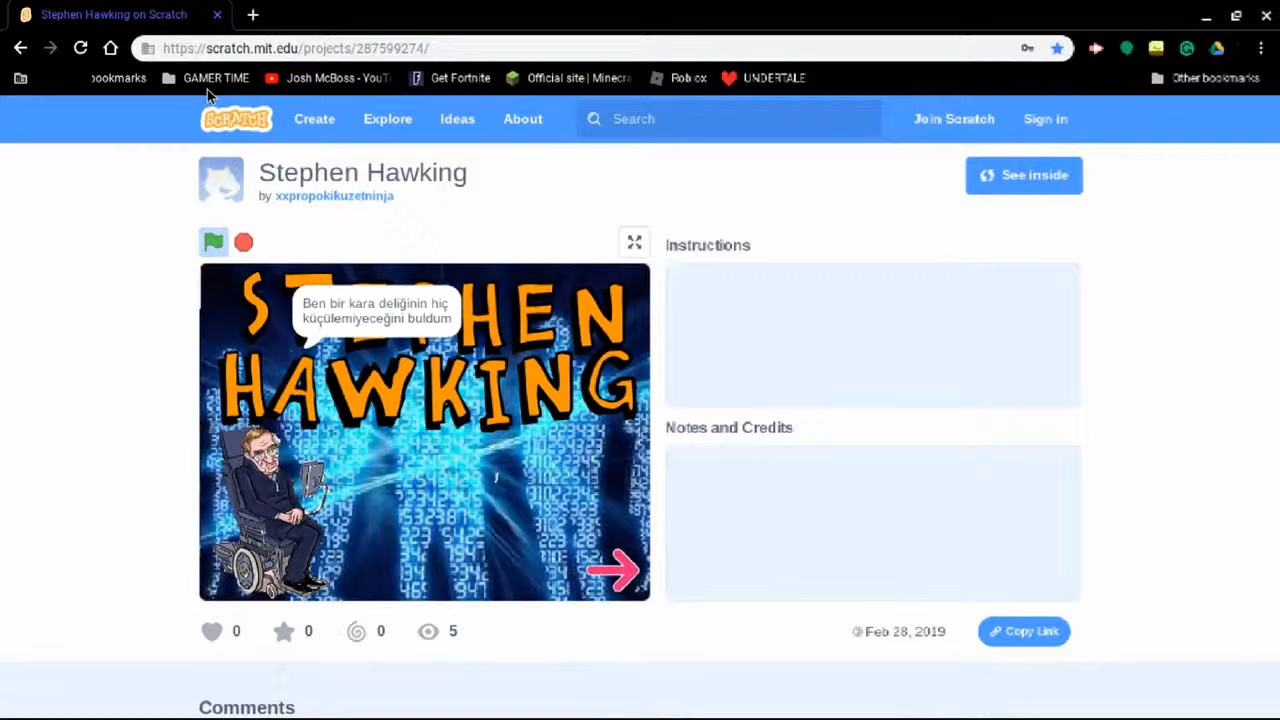 Stephen Hawking on Scratch
https://scratch.mit.edu/projects/287599274/
bookmarks
GAMER TIME
Josh McBoss - YouT
Get Fortnite
Official site | Minecra
Roblox
UNDERTALE
Other bookmarks
SCRATCH
Create
Explore
Ideas
About
Search
Join Scratch
Sign in
Stephen Hawking
by xxpropokikuzetninja
See inside
Instructions
STEPHEN
Ben bir kara deliğinin hiç
küçülemiyeceğini buldum
HAWKING
Notes and Credits
0
0
0
5
© Feb 28, 2019
Copy Link
Comments